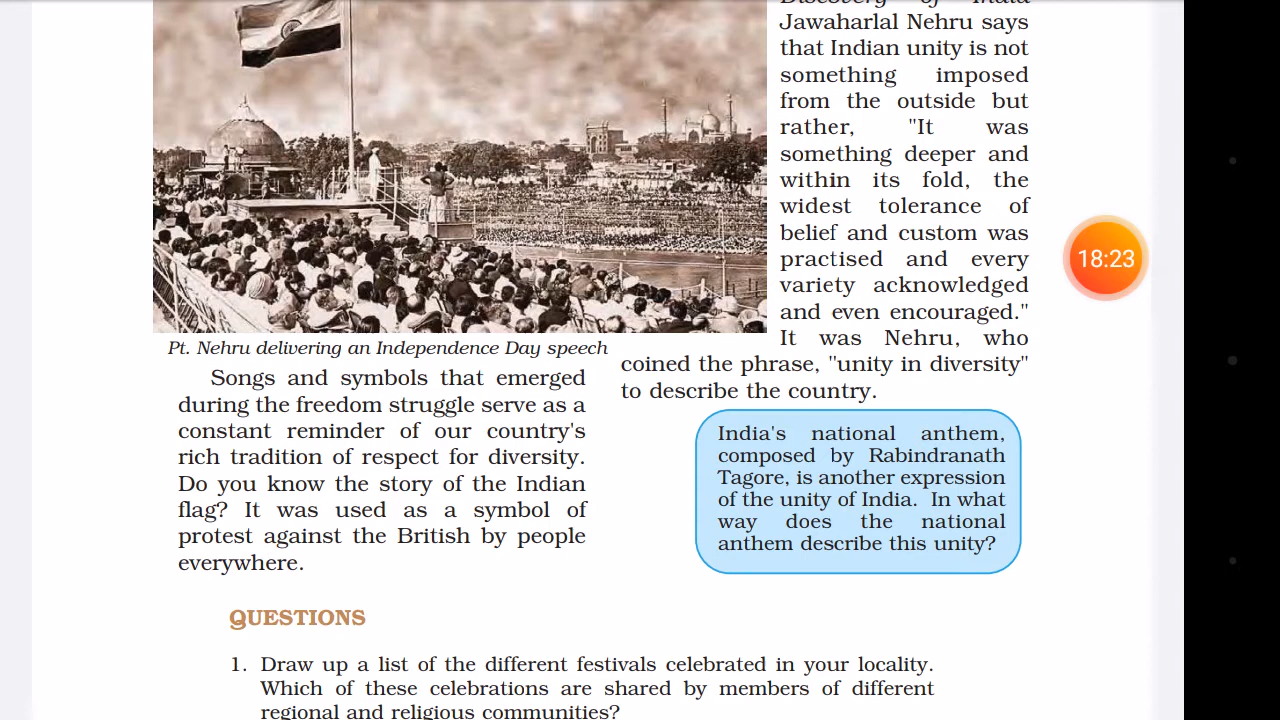 Discovery of India
Jawaharlal Nehru says
that Indian unity is not
something imposed
from the outside but
rather, "It was
something deeper and
within its fold, the
widest tolerance of
belief and custom was
practised and every
variety acknowledged
and even encouraged."
It was Nehru, who
coined the phrase, "unity in diversity"
to describe the country.
Pt. Nehru delivering an Independence Day speech
Songs and symbols that emerged
during the freedom struggle serve as a
constant reminder of our country's
rich tradition of respect for diversity.
Do you know the story of the Indian
flag? It was used as a symbol of
protest against the British by people
everywhere.
India's national anthem,
composed by Rabindranath
Tagore, is another expression
of the unity of India. In what
way does the national
anthem describe this unity?
18:23
QUESTIONS
1. Draw up a list of the different festivals celebrated in your locality.
Which of these celebrations are shared by members of different
regional and religious communities?